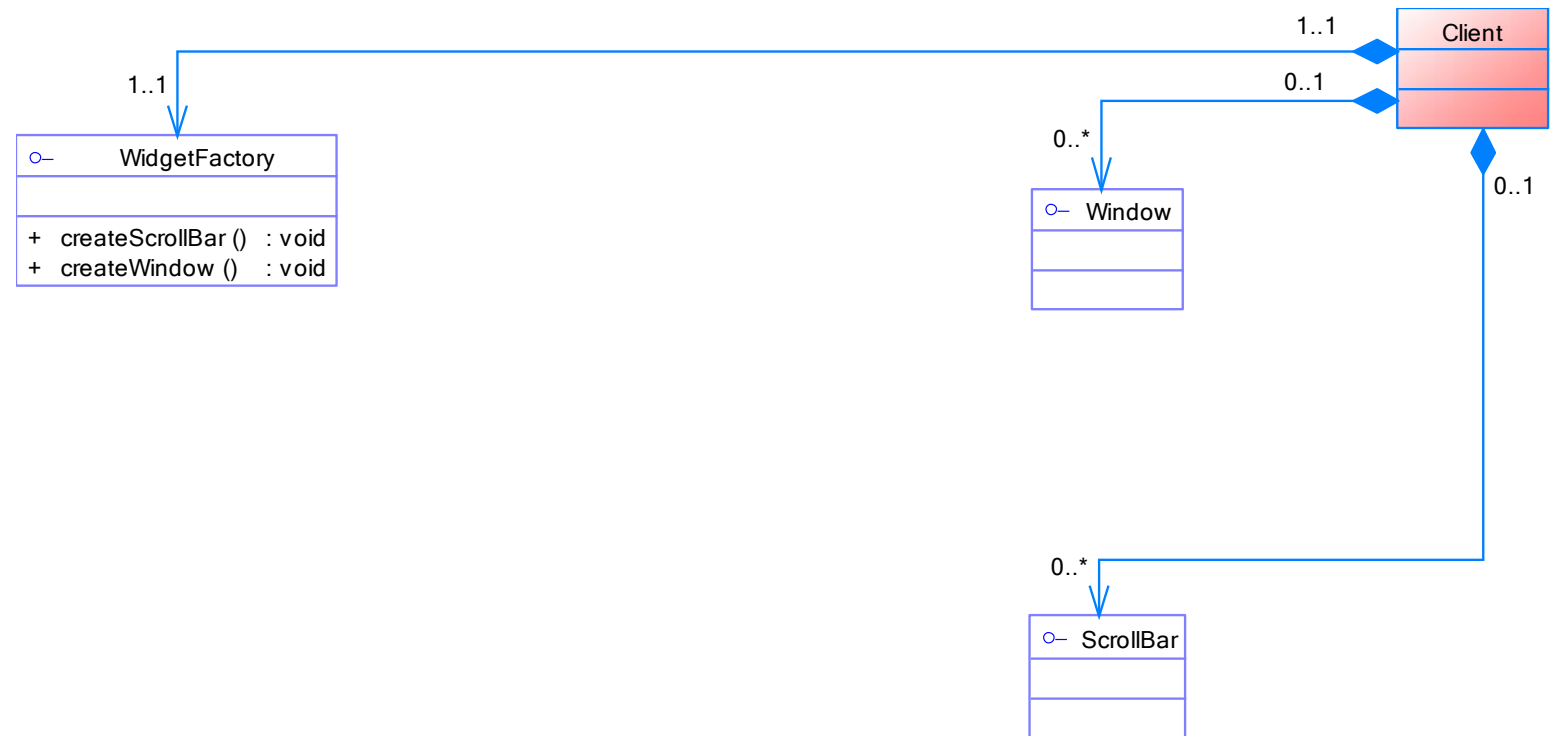 1..1
Client
1..1
0..1
0..*
0..1
WidgetFactory
+ createScrollBar () : void
+ createWindow () : void
Window
0..*
ScrollBar